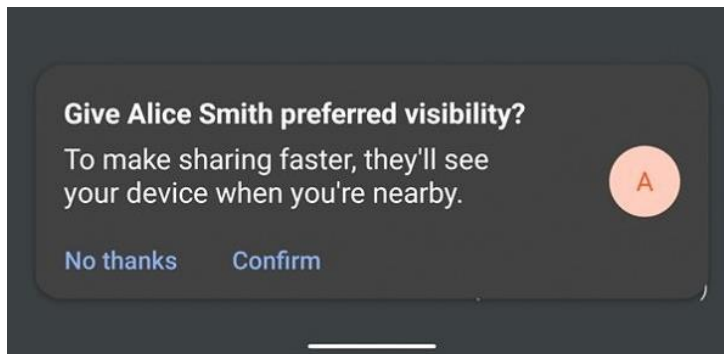 Give Alice Smith preferred visibility?
To make sharing faster, they'll see
your device when you're nearby.
A
No thanks Confirm